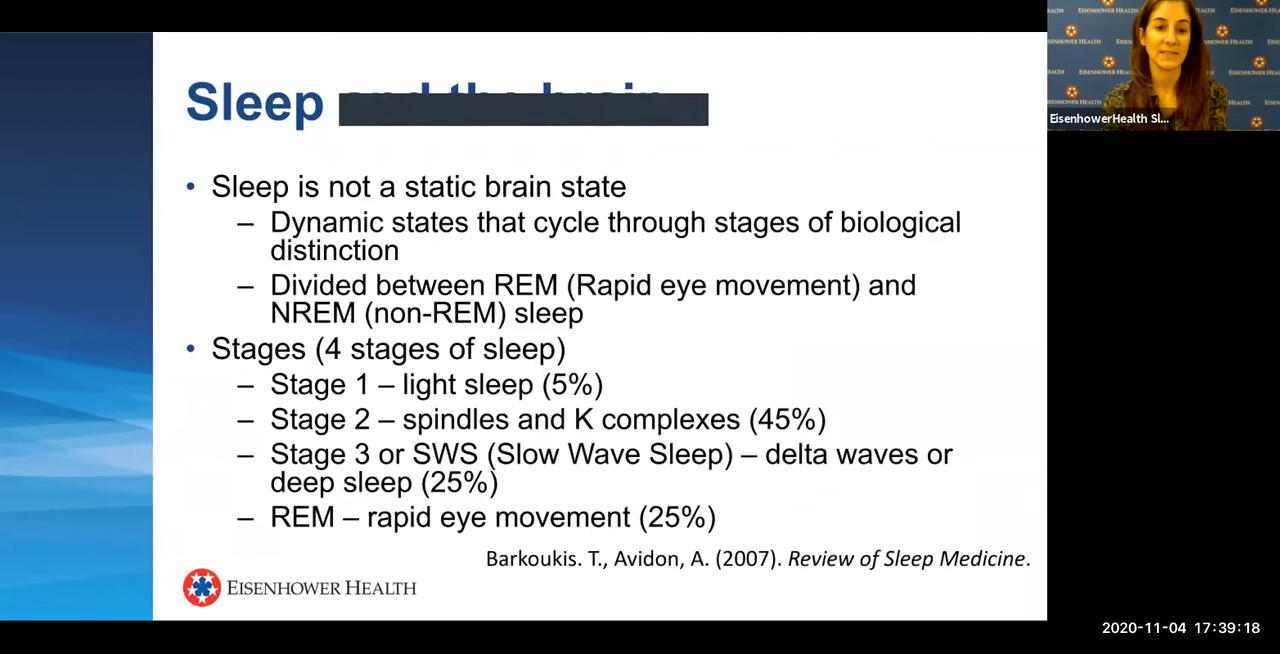 Sleep
• Sleep is not a static brain state
– Dynamic states that cycle through stages of biological
distinction
– Divided between REM (Rapid eye movement) and
NREM (non-REM) sleep
• Stages (4 stages of sleep)
– Stage 1 – light sleep (5%)
– Stage 2 – spindles and K complexes (45%)
– Stage 3 or SWS (Slow Wave Sleep) – delta waves or
deep sleep (25%)
– REM – rapid eye movement (25%)
Barkoukis. T., Avidon, A. (2007). Review of Sleep Medicine.
EISENHOWER HEALTH
EISENHOWER HEALTH
EisenhowerHealth Sl...
2020-11-04 17:39:18